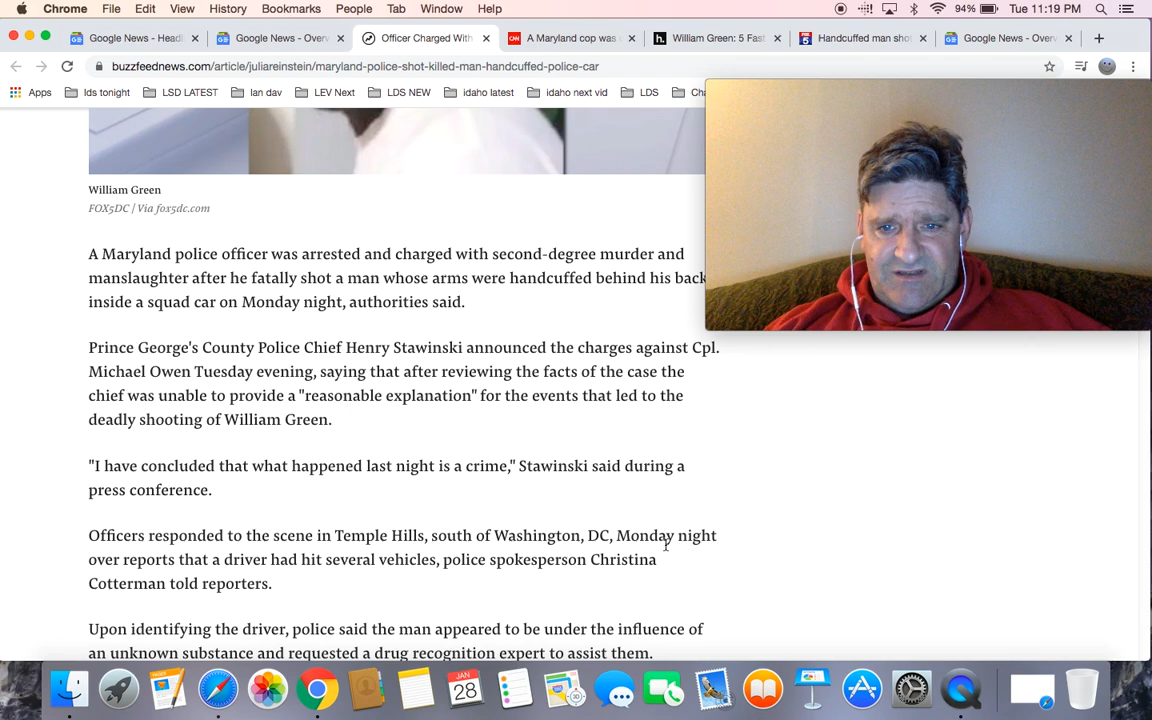 Chrome File Edit View History Bookmarks People Tab Window Help 94% Tue 11:19 PM
Google News - Headl Google News - Overv Officer Charged With CNN A Maryland cop was h. William Green: 5 Fast FOX 5 Handcuffed man sho Google News - Overv
buzzfeednews.com/article/juliareinstein/maryland-police-shot-killed-man-handcuffed-police-car
Apps lds tonight LSD LATEST Ian dav LEV Next LDS NEW idaho latest idaho next vid LDS Cha
William Green
FOX5DC / Via fox5dc.com
A Maryland police officer was arrested and charged with second-degree murder and
manslaughter after he fatally shot a man whose arms were handcuffed behind his back
inside a squad car on Monday night, authorities said.
Prince George's County Police Chief Henry Stawinski announced the charges against Cpl.
Michael Owen Tuesday evening, saying that after reviewing the facts of the case the
chief was unable to provide a "reasonable explanation" for the events that led to the
deadly shooting of William Green.
"I have concluded that what happened last night is a crime," Stawinski said during a
press conference.
Officers responded to the scene in Temple Hills, south of Washington, DC, Monday night
over reports that a driver had hit several vehicles, police spokesperson Christina
Cotterman told reporters.
Upon identifying the driver, police said the man appeared to be under the influence of
an unknown substance and requested a drug recognition expert to assist them.
JAN
28